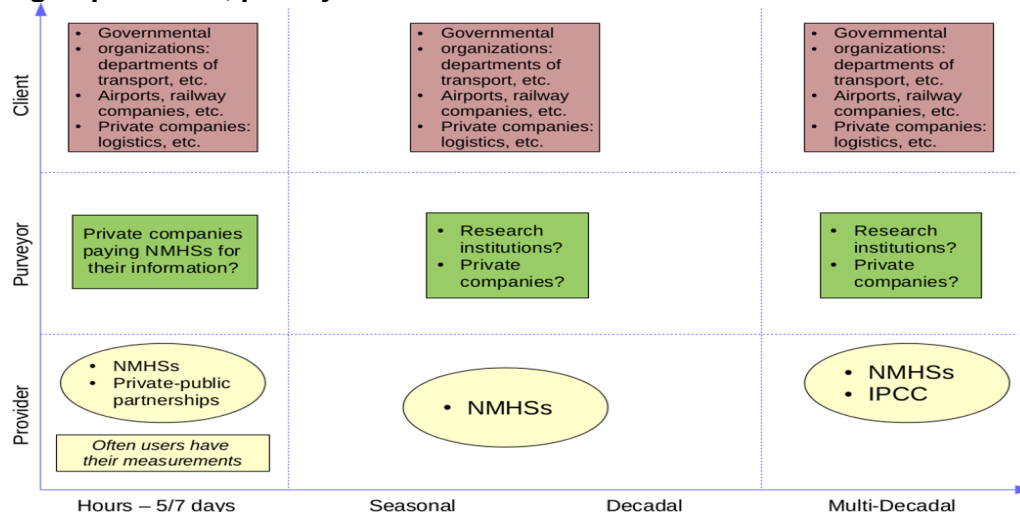 Client
• Governmental
• organizations:
departments of
transport, etc.
• Airports, railway
companies, etc.
• Private companies:
logistics, etc.
• Governmental
• organizations:
departments of
transport, etc.
• Airports, railway
companies, etc.
• Private companies:
logistics, etc.
• Governmental
• organizations:
departments of
transport, etc.
• Airports, railway
companies, etc.
• Private companies:
logistics, etc.
Purveyor
Private companies
paying NMHSs for
their information?
• Research
institutions?
• Private
companies?
• Research
institutions?
• Private
companies?
Provider
• NMHSs
• Private-public
partnerships
Often users have
their measurements
• NMHSs
• NMHSs
• IPCC
Hours – 5/7 days
Seasonal
Decadal
Multi-Decadal